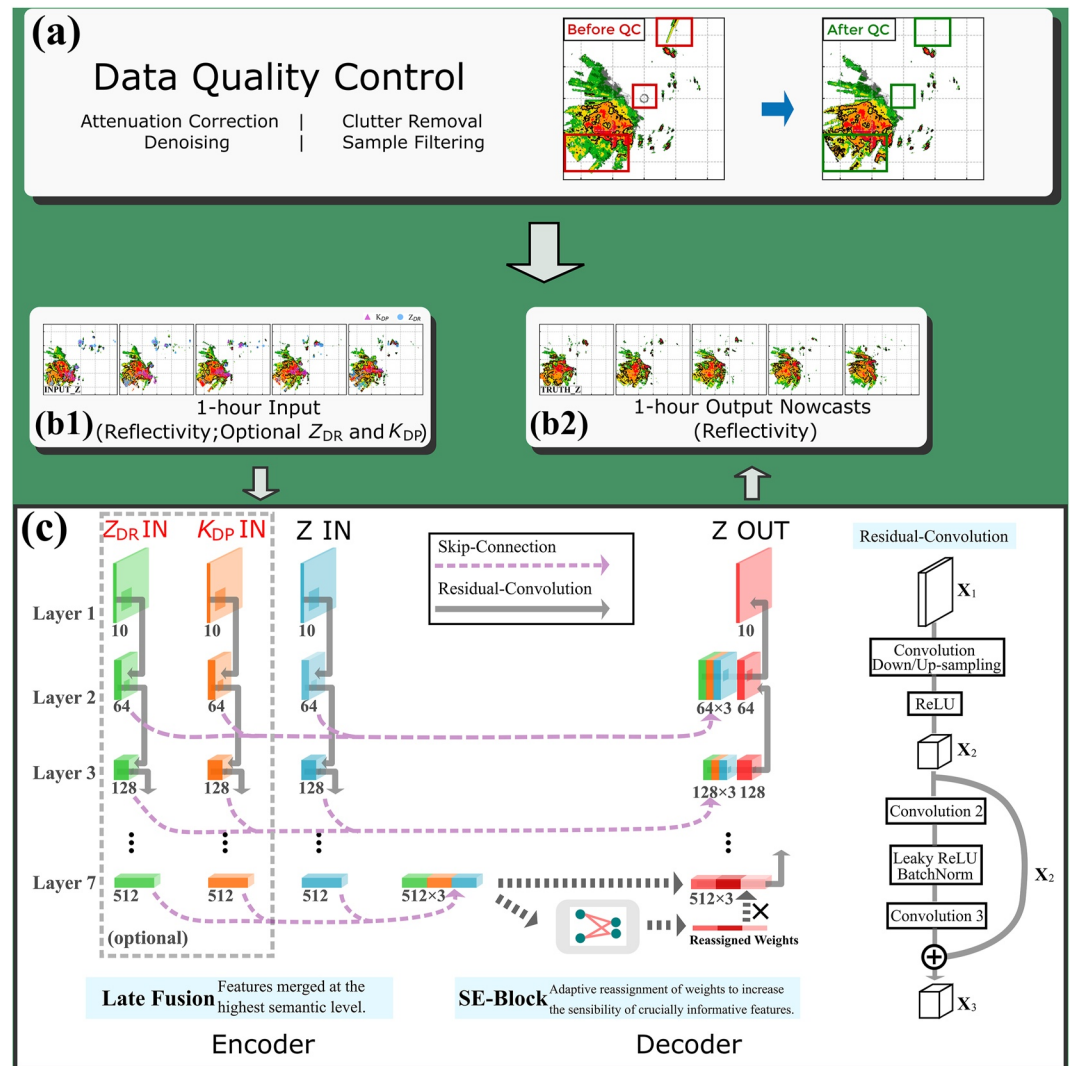 (a)
Data Quality Control
Attenuation Correction | Clutter Removal
Denoising | Sample Filtering
Before QC
After QC
K_DP Z_DR
INPUT_Z
(b1)
1-hour Input
(Reflectivity;Optional Z_DR and K_DP)
TRUTH_Z
(b2)
1-hour Output Nowcasts
(Reflectivity)
(c)
Z_DR IN
K_DP IN
Z IN
Skip-Connection
Residual-Convolution
Z OUT
Layer 1
10
10
10
10
Layer 2
64
64
64
64×3 64
Layer 3
128
128
128
128×3 128
Layer 7
512
512
512
512×3
512×3
×
Reassigned Weights
(optional)
Late Fusion
Features merged at the
highest semantic level.
SE-Block
Adaptive reassignment of weights to increase
the sensibility of crucially informative features.
Encoder
Decoder
Residual-Convolution
X₁
Convolution
Down/Up-sampling
ReLU
X₂
Convolution 2
Leaky ReLU
BatchNorm
X₂
Convolution 3
+
X₃